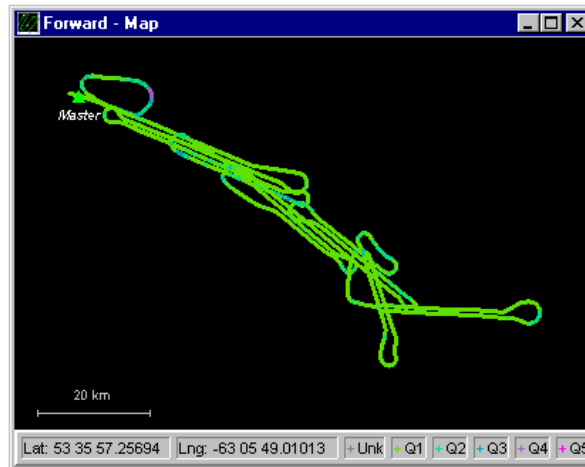 Forward - Map
Master
20 km
Lat: 53 35 57.25694 Lng: -63 05 49.01013 + Unk + Q1 + Q2 + Q3 + Q4 + Q5